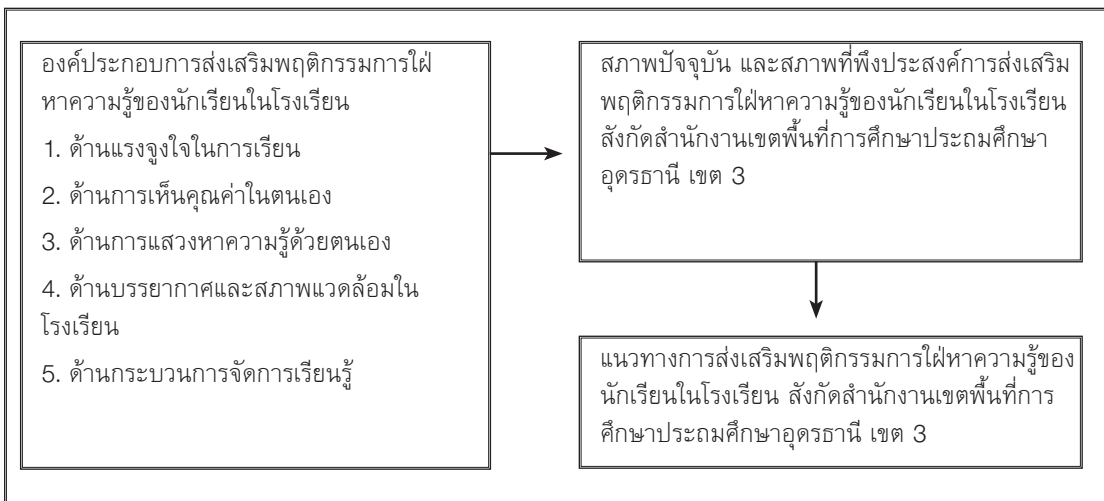 องค์ประกอบการส่งเสริมพฤติกรรมการใฝ่
หาความรู้ของนักเรียนในโรงเรียน
1. ด้านแรงจูงใจในการเรียน
2. ด้านการเห็นคุณค่าในตนเอง
3. ด้านการแสวงหาความรู้ด้วยตนเอง
4. ด้านบรรยากาศและสภาพแวดล้อมใน
โรงเรียน
5. ด้านกระบวนการจัดการเรียนรู้
สภาพปัจจุบัน และสภาพที่พึงประสงค์การส่งเสริม
พฤติกรรมการใฝ่หาความรู้ของนักเรียนในโรงเรียน
สังกัดสำนักงานเขตพื้นที่การศึกษาประถมศึกษา
อุดรธานี เขต 3
แนวทางการส่งเสริมพฤติกรรมการใฝ่หาความรู้ของ
นักเรียนในโรงเรียน สังกัดสำนักงานเขตพื้นที่การ
ศึกษาประถมศึกษาอุดรธานี เขต 3